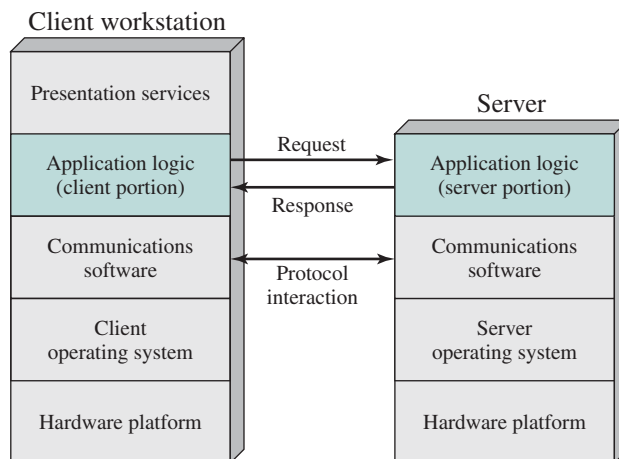 Client workstation
Presentation services
Application logic
(client portion)
Communications
software
Client
operating system
Hardware platform
Request
Response
Protocol
interaction
Server
Application logic
(server portion)
Communications
software
Server
operating system
Hardware platform